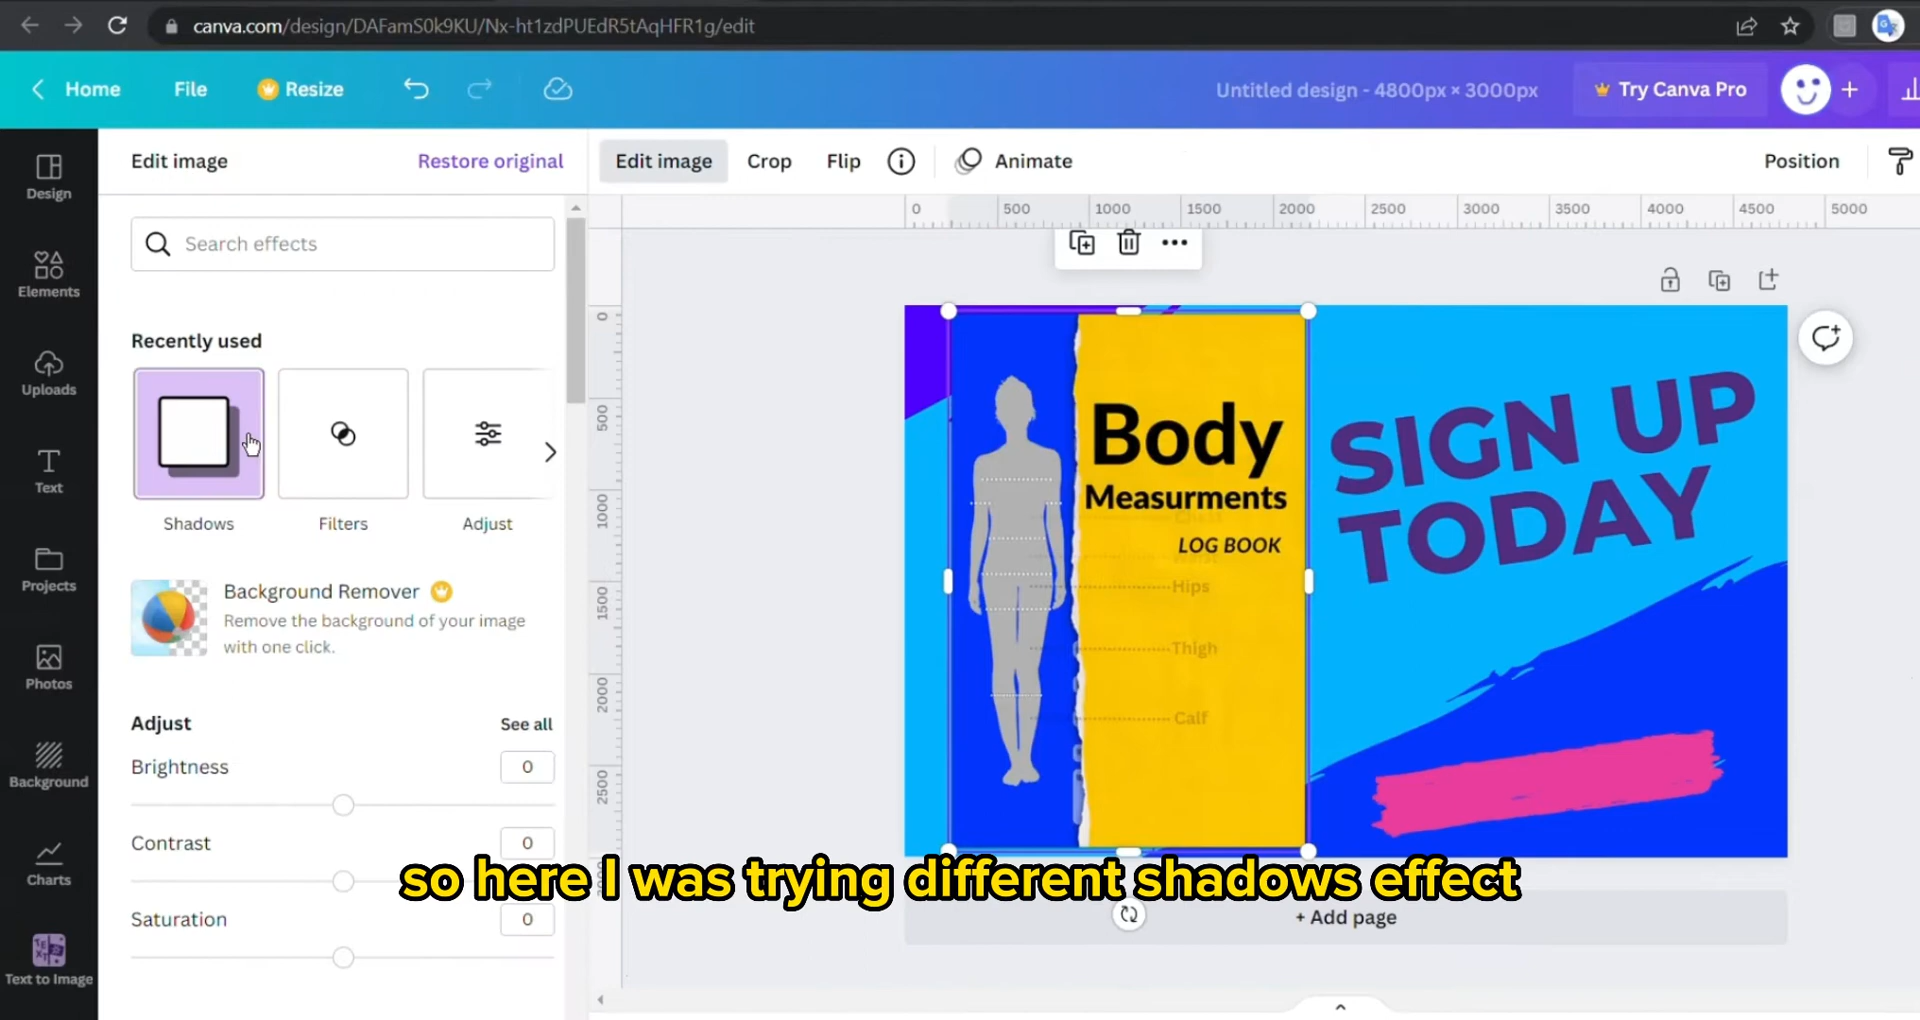 canva.com/design/DAFamS0k9KU/Nx-ht1zdPUEdR5tAqHFR1g/edit
Home
File
Resize
Untitled design - 4800px × 3000px
Try Canva Pro
Design
Elements
Uploads
Text
Projects
Photos
Background
Charts
Text to Image
Edit image
Restore original
Search effects
Recently used
Shadows
Filters
Adjust
Background Remover
Remove the background of your image
with one click.
Adjust
See all
Brightness
0
Contrast
0
Saturation
0
Edit image
Crop
Flip
Animate
Position
0 500 1000 1500 2000 2500 3000 3500 4000 4500 5000
0
500
1000
1500
2000
2500
Body
Measurments
Chest
LOG BOOK
Hips
Thigh
Calf
SIGN UP
TODAY
so here I was trying different shadows effect
+ Add page